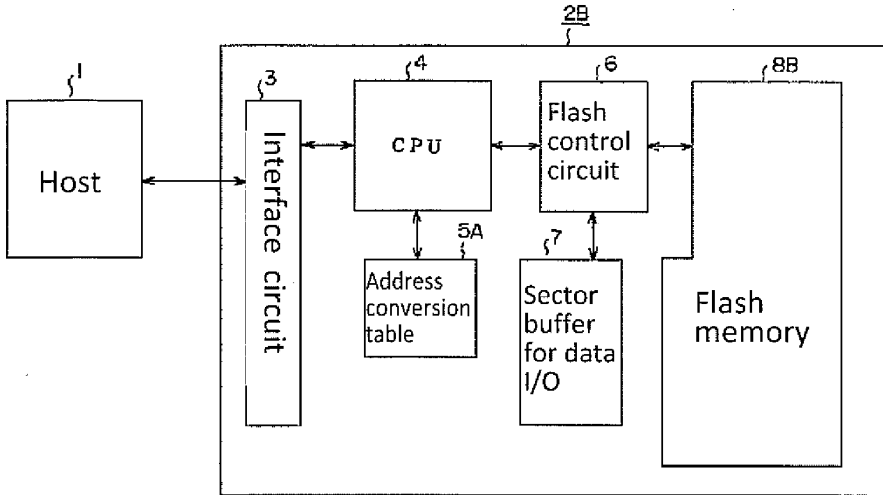 2B
1
3
4
6
8B
Host
Interface circuit
CPU
Flash
control
circuit
5A
Address
conversion
table
7
Sector
buffer
for data
I/O
Flash
memory